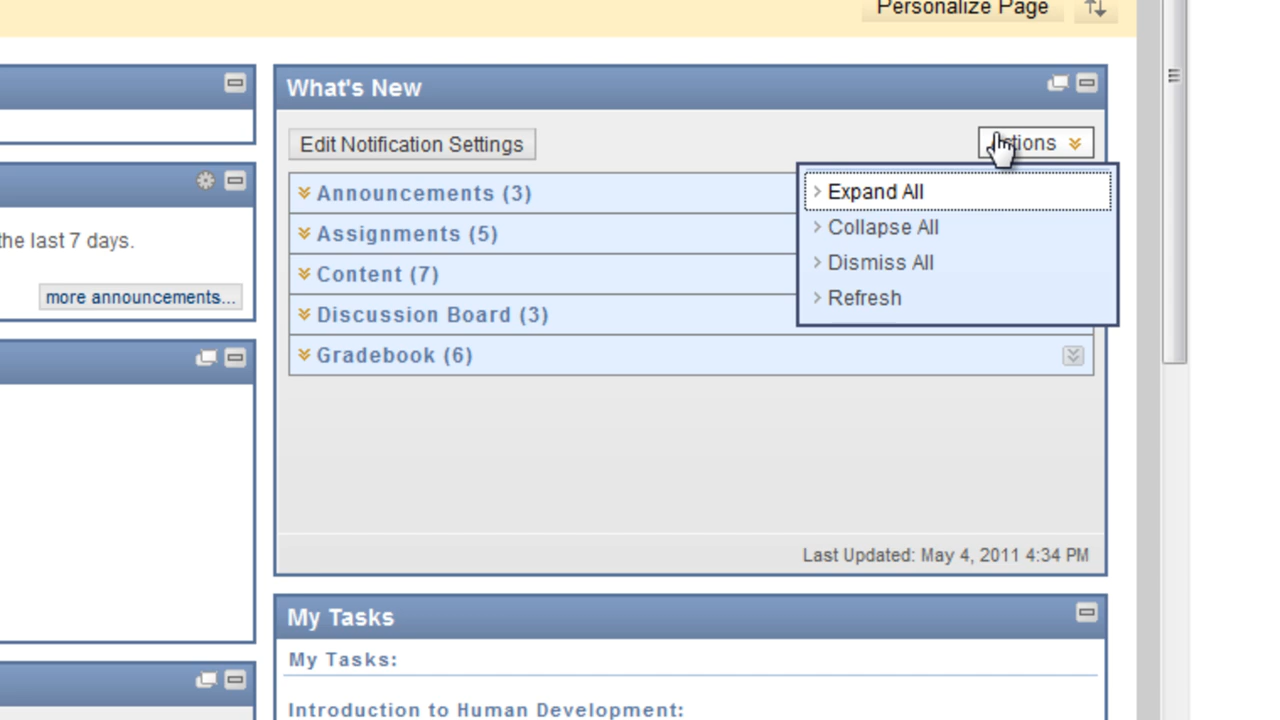 Personalize Page
What's New
Edit Notification Settings
Announcements (3)
Assignments (5)
Content (7)
Discussion Board (3)
Gradebook (6)
Expand All
Collapse All
Dismiss All
Refresh
the last 7 days.
more announcements...
Last Updated: May 4, 2011 4:34 PM
My Tasks
My Tasks:
Introduction to Human Development: